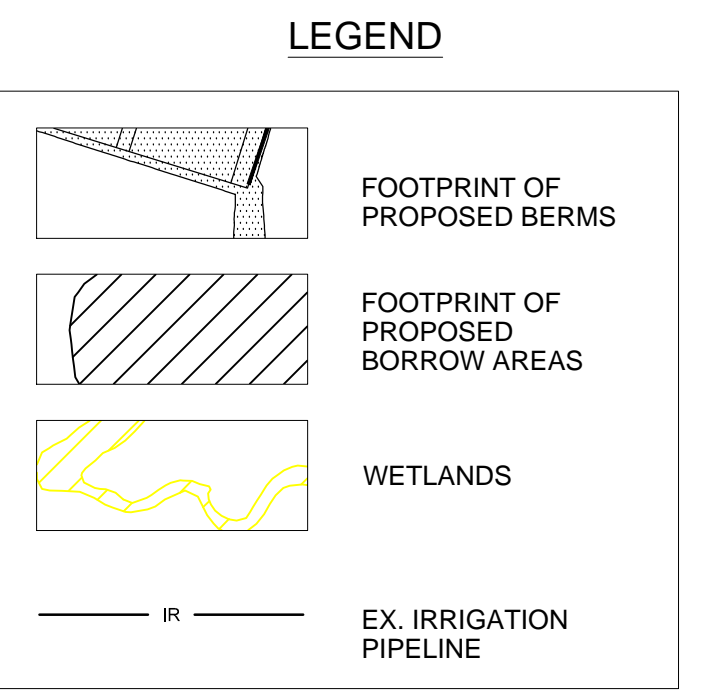 LEGEND
FOOTPRINT OF
PROPOSED BERMS
FOOTPRINT OF
PROPOSED
BORROW AREAS
WETLANDS
IR
EX. IRRIGATION
PIPELINE